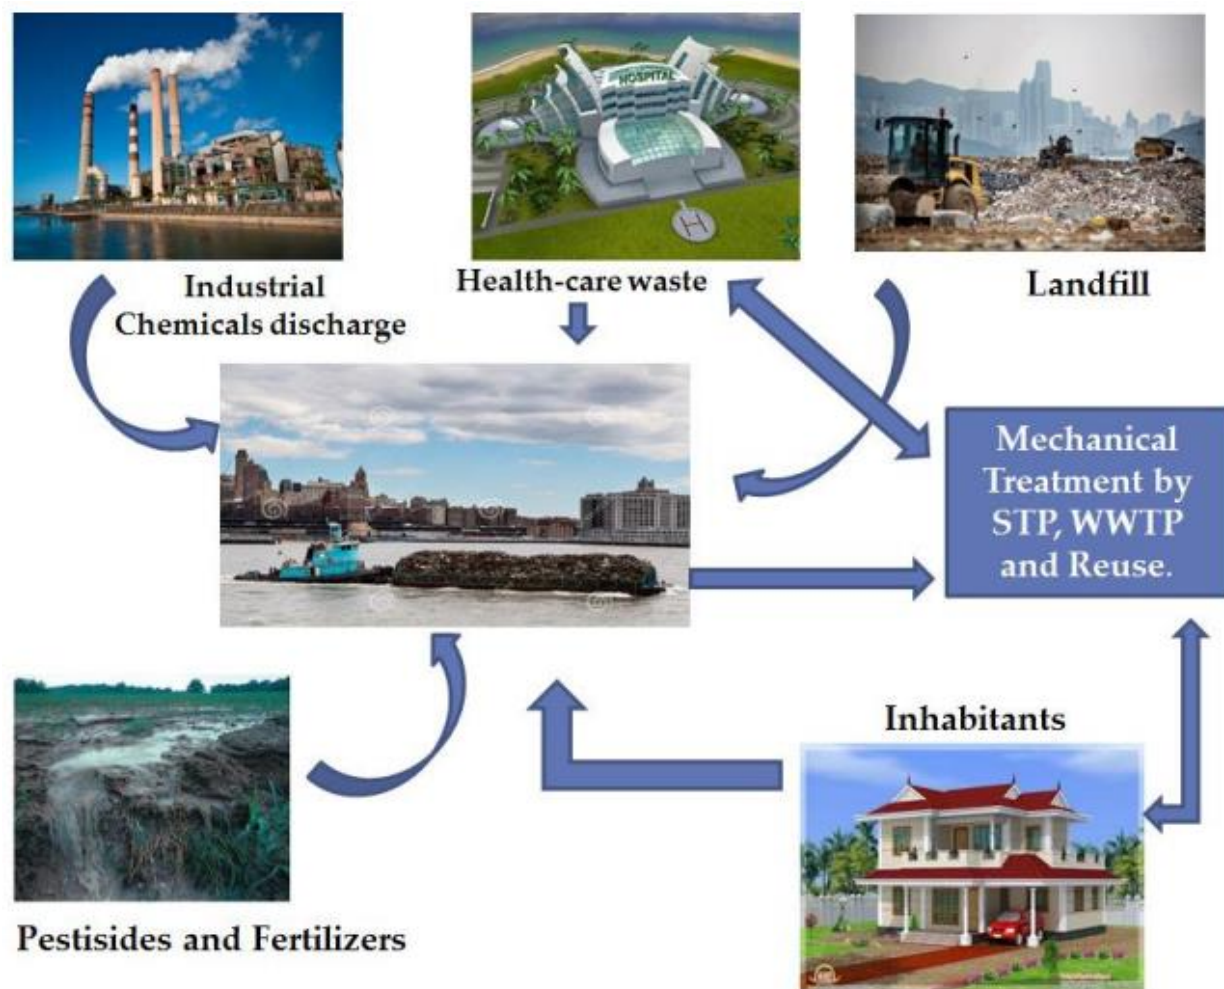 HOSPITAL
H
Industrial
Chemicals discharge
Health-care waste
Landfill
Mechanical
Treatment by
STP, WWTP
and Reuse.
Inhabitants
Pestisides and Fertilizers